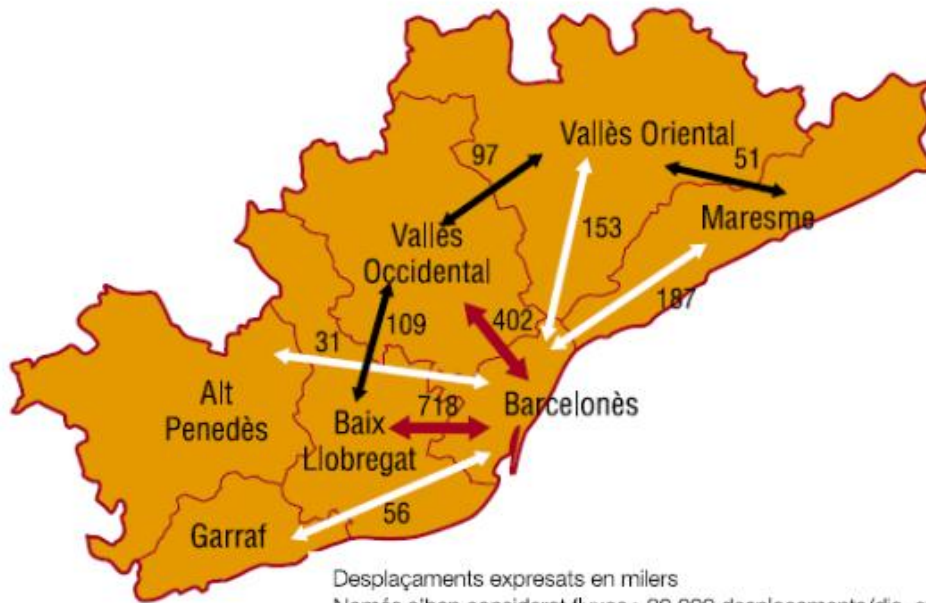 Vallès Oriental
97
51
Maresme
153
Vallès
Occidental
187
402
109
31
Alt
Penedès
718
Barcelonès
Baix
Llobregat
56
Garraf
Desplaçaments expresats en milers